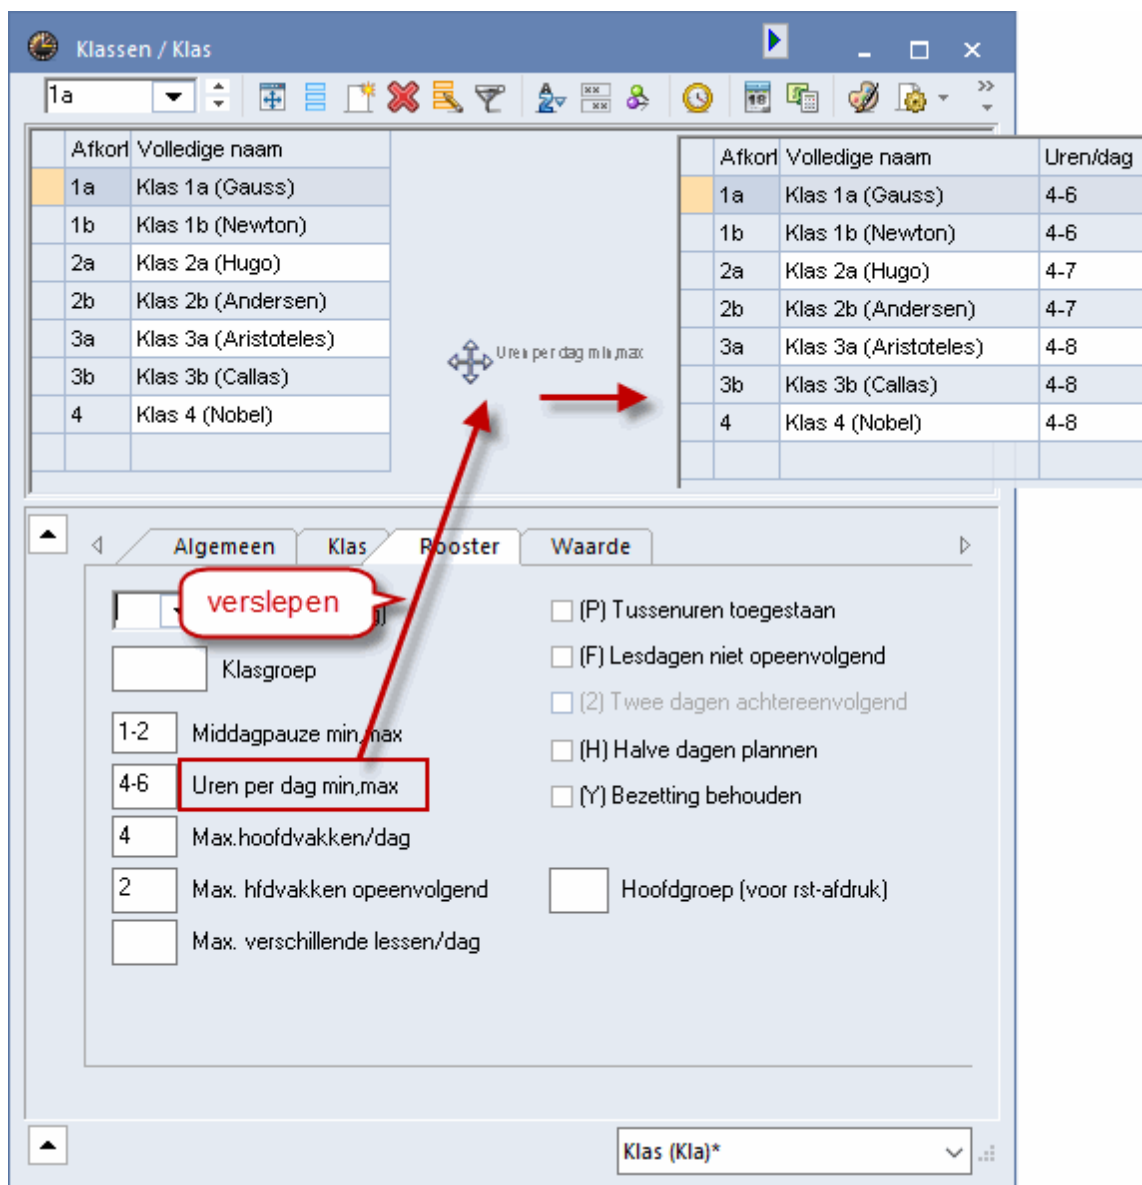 Klassen / Klas
1a
18
Afkort Volledige naam
1a Klas 1a (Gauss)
1b Klas 1b (Newton)
2a Klas 2a (Hugo)
2b Klas 2b (Andersen)
3a Klas 3a (Aristoteles)
3b Klas 3b (Callas)
4 Klas 4 (Nobel)
Uren per dag min,max
Afkort Volledige naam Uren/dag
1a Klas 1a (Gauss) 4-6
1b Klas 1b (Newton) 4-6
2a Klas 2a (Hugo) 4-7
2b Klas 2b (Andersen) 4-7
3a Klas 3a (Aristoteles) 4-8
3b Klas 3b (Callas) 4-8
4 Klas 4 (Nobel) 4-8
Algemeen Klas Rooster Waarde
verslepen
Klasgroep
1-2 Middagpauze min,max
4-6 Uren per dag min,max
4 Max.hoofdvakken/dag
2 Max. hfdvakken opeenvolgend
Max. verschillende lessen/dag
(P) Tussenuren toegestaan
(F) Lesdagen niet opeenvolgend
(2) Twee dagen achtereenvolgend
(H) Halve dagen plannen
(Y) Bezetting behouden
Hoofdgroep (voor rst-afdruk)
Klas (Kla)*